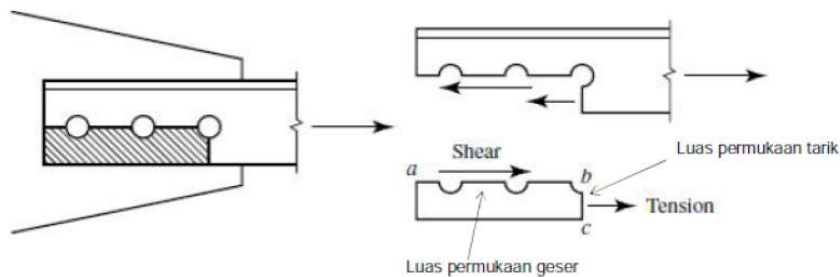 Luas permukaan tarik
Shear
a
b
Tension
c
Luas permukaan geser